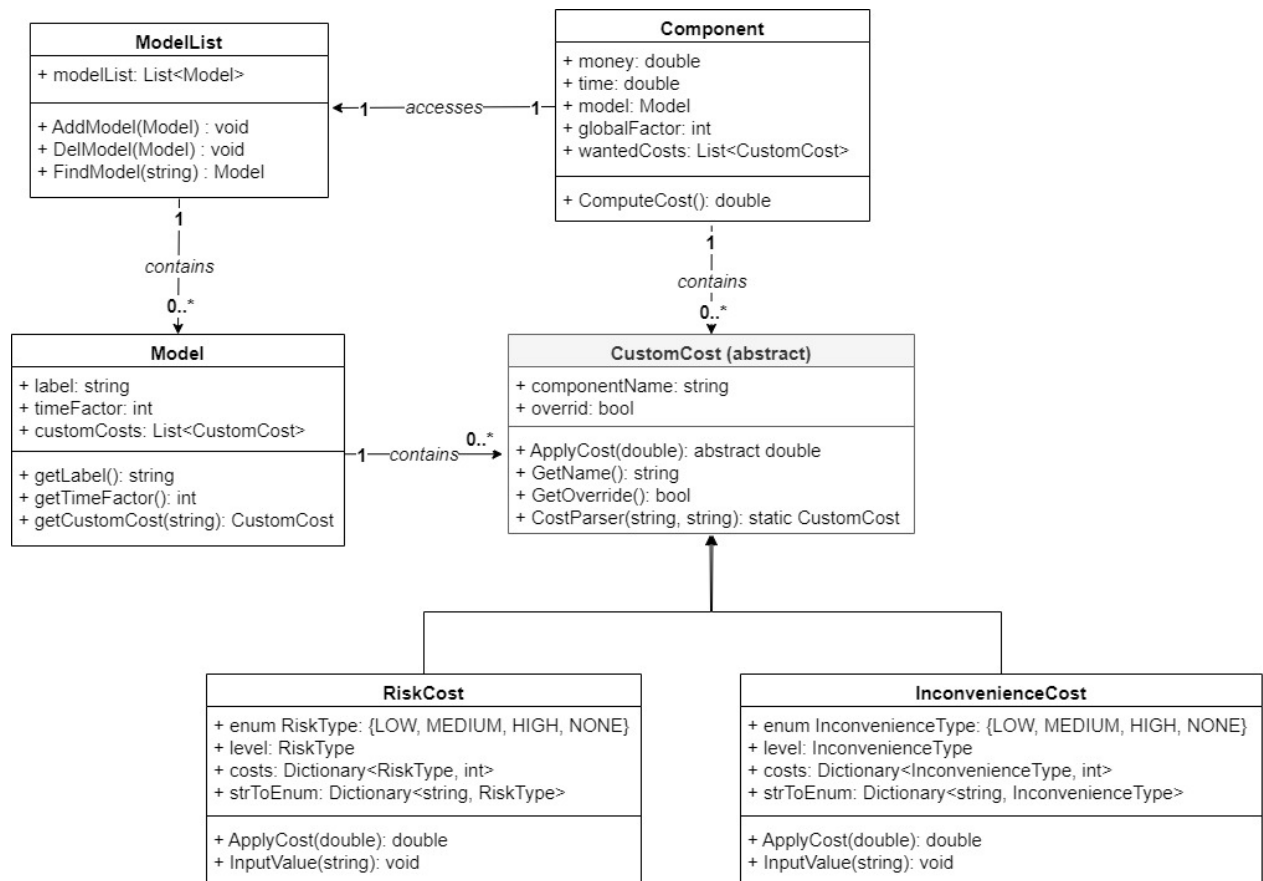 ModelList
+ modelList: List<Model>
+ AddModel(Model) : void
+ DelModel(Model) : void
+ FindModel(string) : Model
1
accesses
1
Component
+ money: double
+ time: double
+ model: Model
+ globalFactor: int
+ wantedCosts: List<CustomCost>
+ ComputeCost(): double
1
contains
0..*
1
contains
0..*
Model
+ label: string
+ timeFactor: int
+ customCosts: List<CustomCost>
+ getLabel(): string
+ getTimeFactor(): int
+ getCustomCost(string): CustomCost
1
contains
0..*
CustomCost (abstract)
+ componentName: string
+ overrid: bool
+ ApplyCost(double): abstract double
+ GetName(): string
+ GetOverride(): bool
+ CostParser(string, string): static CustomCost
RiskCost
+ enum RiskType: {LOW, MEDIUM, HIGH, NONE}
+ level: RiskType
+ costs: Dictionary<RiskType, int>
+ strToEnum: Dictionary<string, RiskType>
+ ApplyCost(double): double
+ InputValue(string): void
InconvenienceCost
+ enum InconvenienceType: {LOW, MEDIUM, HIGH, NONE}
+ level: InconvenienceType
+ costs: Dictionary<InconvenienceType, int>
+ strToEnum: Dictionary<string, InconvenienceType>
+ ApplyCost(double): double
+ InputValue(string): void